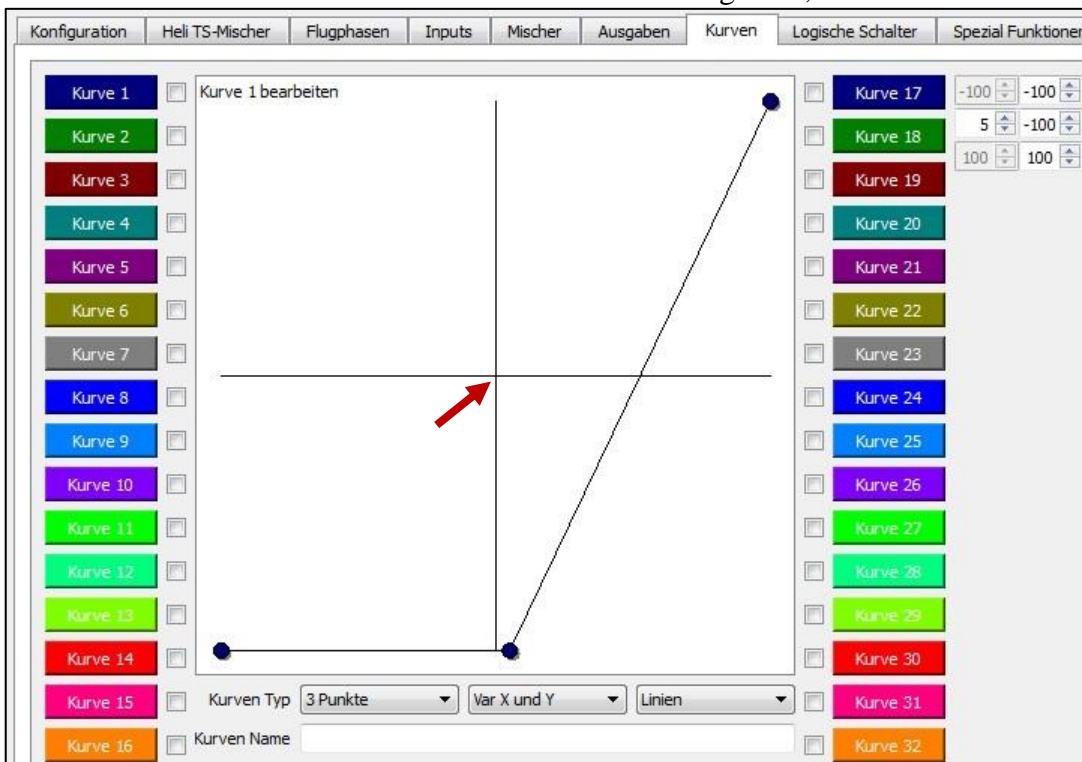 Konfiguration Heli TS-Mischer Flugphasen Inputs Mischer Ausgaben Kurven Logische Schalter Spezial Funktionen
Kurve 1 Kurve 1 bearbeiten Kurve 17 -100 -100
Kurve 2 Kurve 18 5 -100
Kurve 3 Kurve 19 100 100
Kurve 4 Kurve 20
Kurve 5 Kurve 21
Kurve 6 Kurve 22
Kurve 7 Kurve 23
Kurve 8 Kurve 24
Kurve 9 Kurve 25
Kurve 10 Kurve 26
Kurve 11 Kurve 27
Kurve 12 Kurve 28
Kurve 13 Kurve 29
Kurve 14 Kurve 30
Kurve 15 Kurven Typ 3 Punkte Var X und Y Linien Kurve 31
Kurve 16 Kurven Name Kurve 32